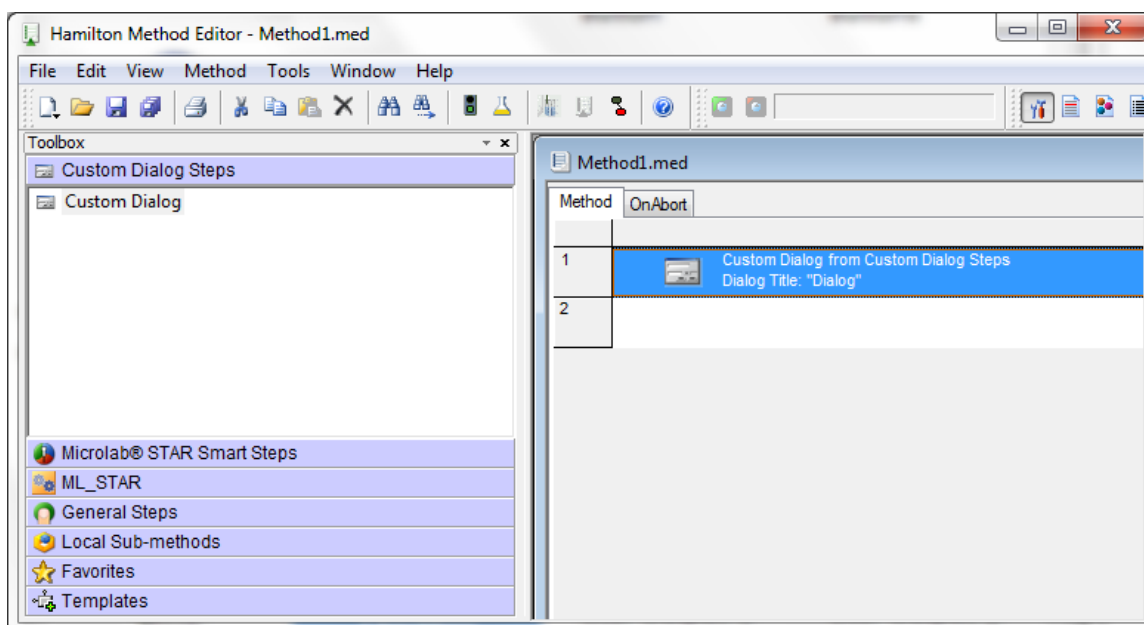 Hamilton Method Editor - Method1.med
File Edit View Method Tools Window Help
Toolbox
Custom Dialog Steps
Custom Dialog
Microlab® STAR Smart Steps
ML_STAR
General Steps
Local Sub-methods
Favorites
Templates
Method1.med
Method OnAbort
1
Custom Dialog from Custom Dialog Steps
Dialog Title: "Dialog"
2